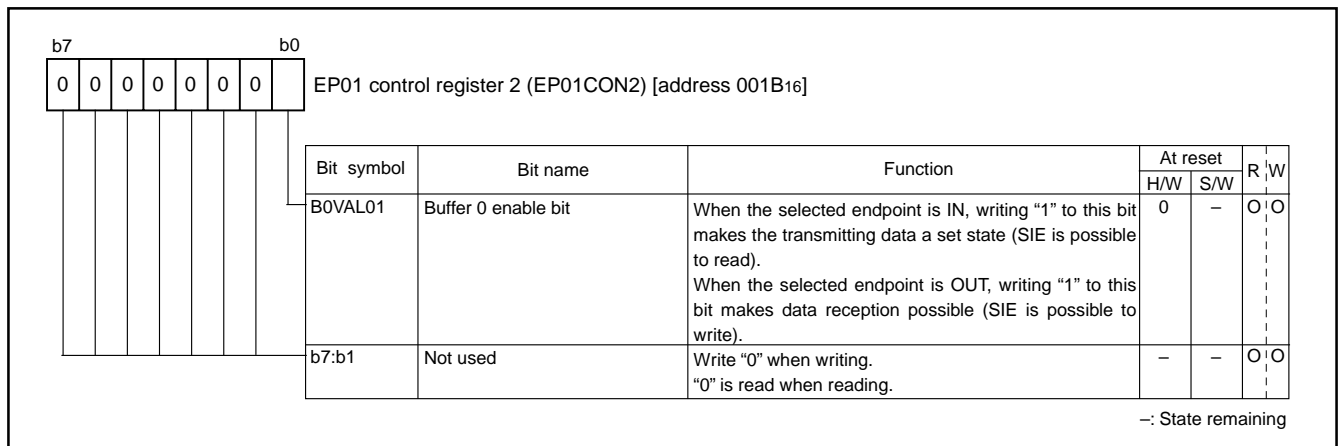 b7 b0
0 0 0 0 0 0 0 EP01 control register 2 (EP01CON2) [address 001B16]
Bit symbol Bit name Function At reset R W
H/W S/W
B0VAL01 Buffer 0 enable bit When the selected endpoint is IN, writing “1” to this bit 0 – O O
makes the transmitting data a set state (SIE is possible
to read).
When the selected endpoint is OUT, writing “1” to this
bit makes data reception possible (SIE is possible to
write).
b7:b1 Not used Write “0” when writing. – – O O
“0” is read when reading.
–: State remaining